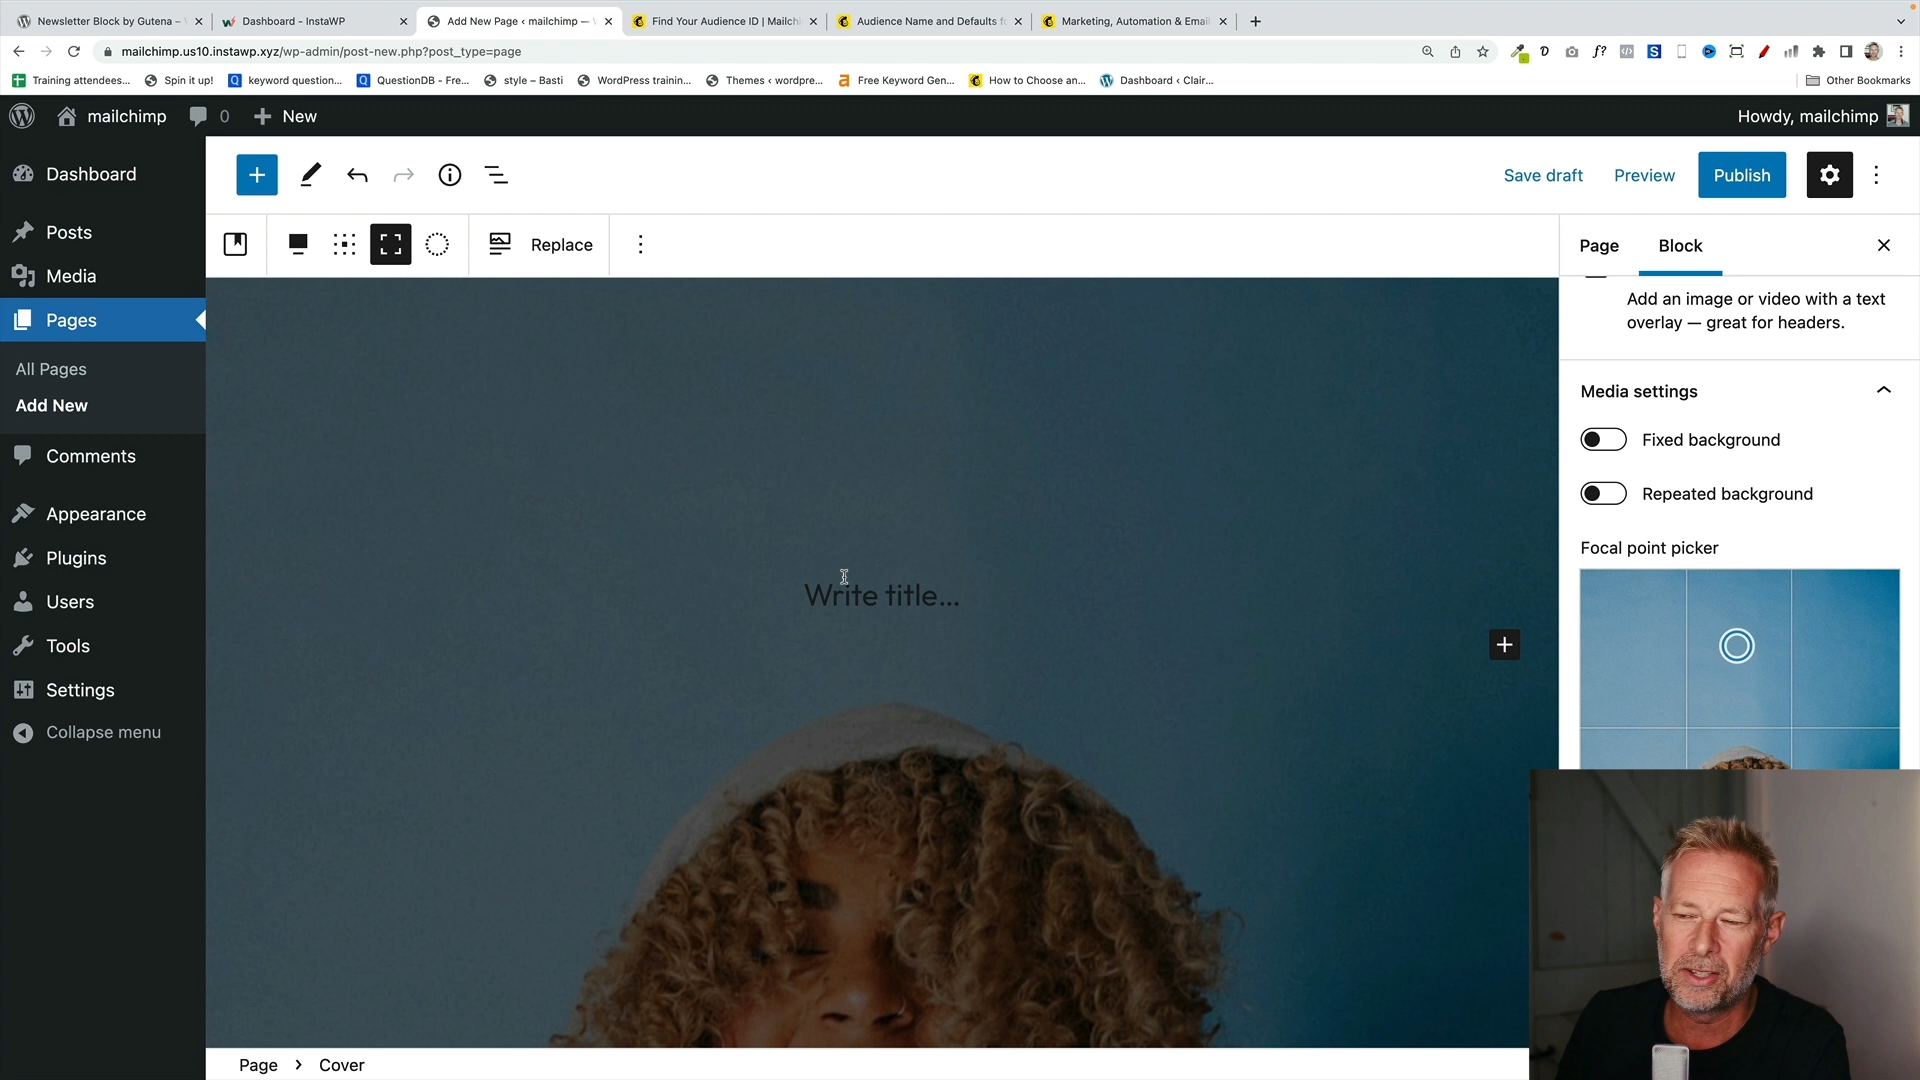 Newsletter Block by Gutena –
Dashboard - InstaWP
Add New Page ‹ mailchimp —
Find Your Audience ID | Mailchi
Audience Name and Defaults f
Marketing, Automation & Email
mailchimp.us10.instawp.xyz/wp-admin/post-new.php?post_type=page
Training attendees...
Spin it up!
keyword question...
QuestionDB - Fre...
style – Basti
WordPress trainin...
Themes ‹ wordpre...
Free Keyword Gen...
How to Choose an...
Dashboard ‹ Clair...
Other Bookmarks
mailchimp
0
New
Howdy, mailchimp
Dashboard
Posts
Media
Pages
All Pages
Add New
Comments
Appearance
Plugins
Users
Tools
Settings
Collapse menu
Save draft
Preview
Publish
Replace
Write title...
Page
Block
Add an image or video with a text
overlay — great for headers.
Media settings
Fixed background
Repeated background
Focal point picker
Page > Cover